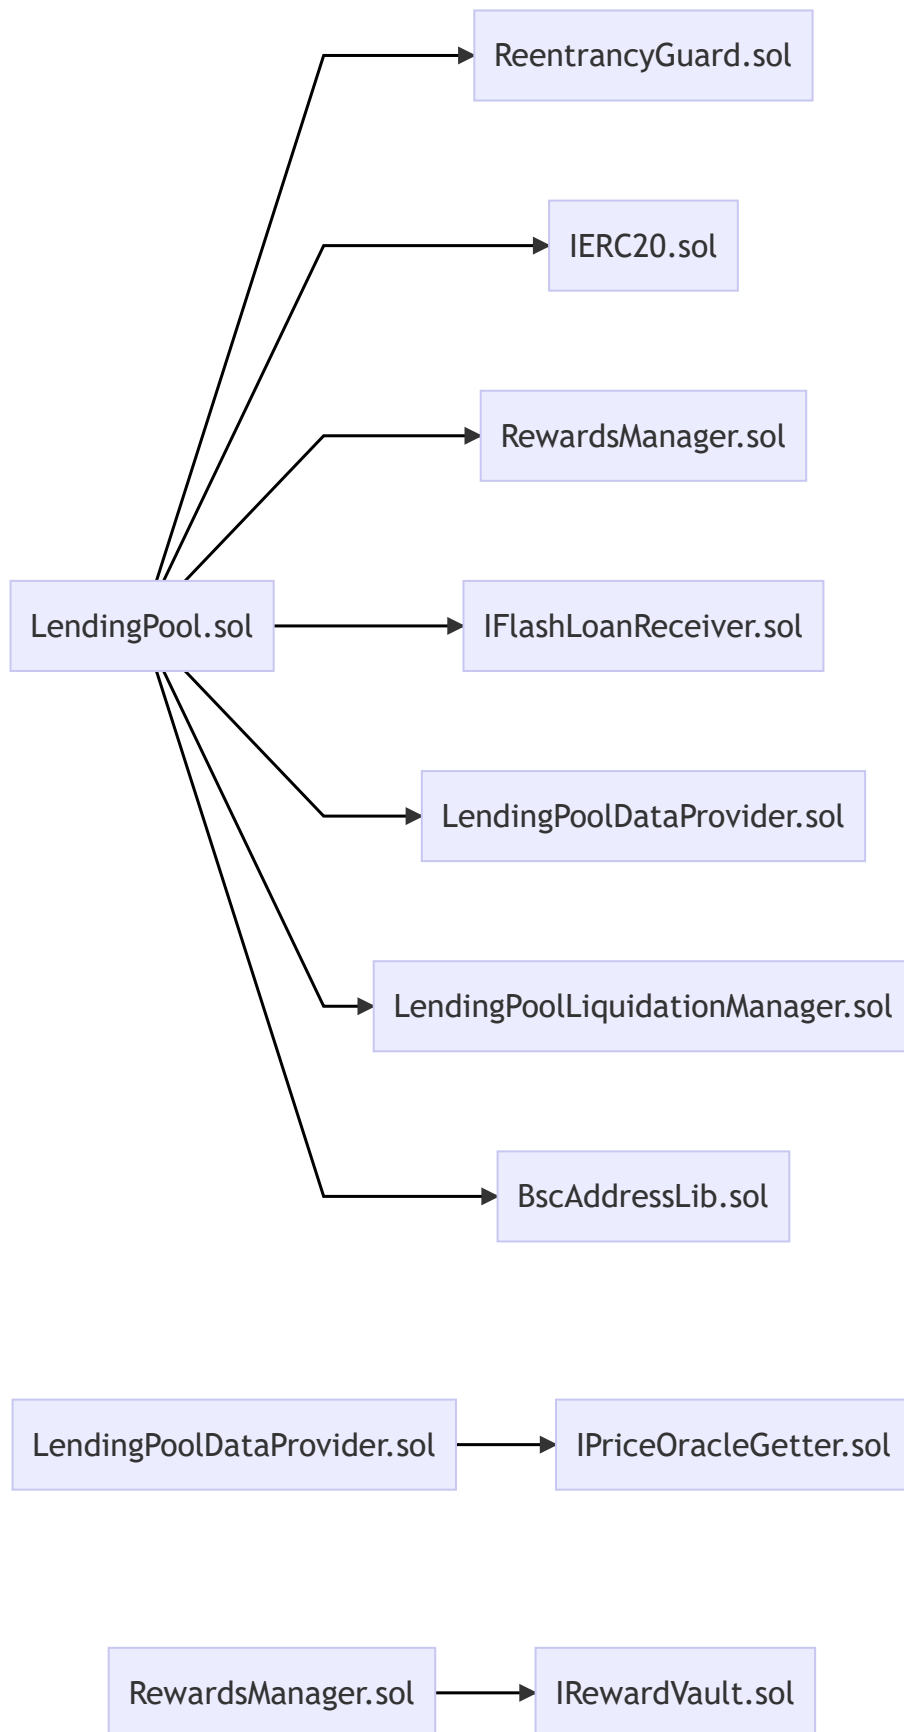 ReentrancyGuard.sol
IERC20.sol
RewardsManager.sol
LendingPool.sol
IFlashLoanReceiver.sol
LendingPoolDataProvider.sol
LendingPoolLiquidationManager.sol
BscAddressLib.sol
LendingPoolDataProvider.sol
IPriceOracleGetter.sol
RewardsManager.sol
IRewardVault.sol